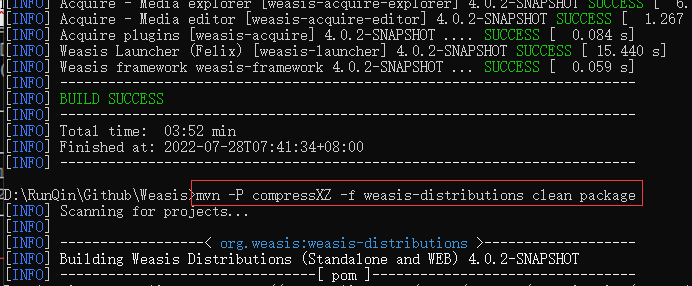 [INFO] Acquire - Media explorer [weasis-acquire-explorer] 4.0.2-SNAPSHOT SUCCESS [  6.
[INFO] Acquire - Media editor [weasis-acquire-editor] 4.0.2-SNAPSHOT SUCCESS [  1.267
[INFO] Acquire plugins [weasis-acquire] 4.0.2-SNAPSHOT .... SUCCESS [  0.084 s]
[INFO] Weasis Launcher (Felix) [weasis-launcher] 4.0.2-SNAPSHOT SUCCESS [ 15.440 s]
[INFO] Weasis framework weasis-framework 4.0.2-SNAPSHOT ... SUCCESS [  0.059 s]
[INFO] ------------------------------------------------------------------------
[INFO] BUILD SUCCESS
[INFO] ------------------------------------------------------------------------
[INFO] Total time:  03:52 min
[INFO] Finished at: 2022-07-28T07:41:34+08:00
[INFO] ------------------------------------------------------------------------
D:\RunQin\Github\Weasis>mvn -P compressXZ -f weasis-distributions clean package
[INFO] Scanning for projects...
[INFO]
[INFO] ------------------< org.weasis:weasis-distributions >-------------------
[INFO] Building Weasis Distributions (Standalone and WEB) 4.0.2-SNAPSHOT
[INFO] --------------------------------[ pom ]---------------------------------